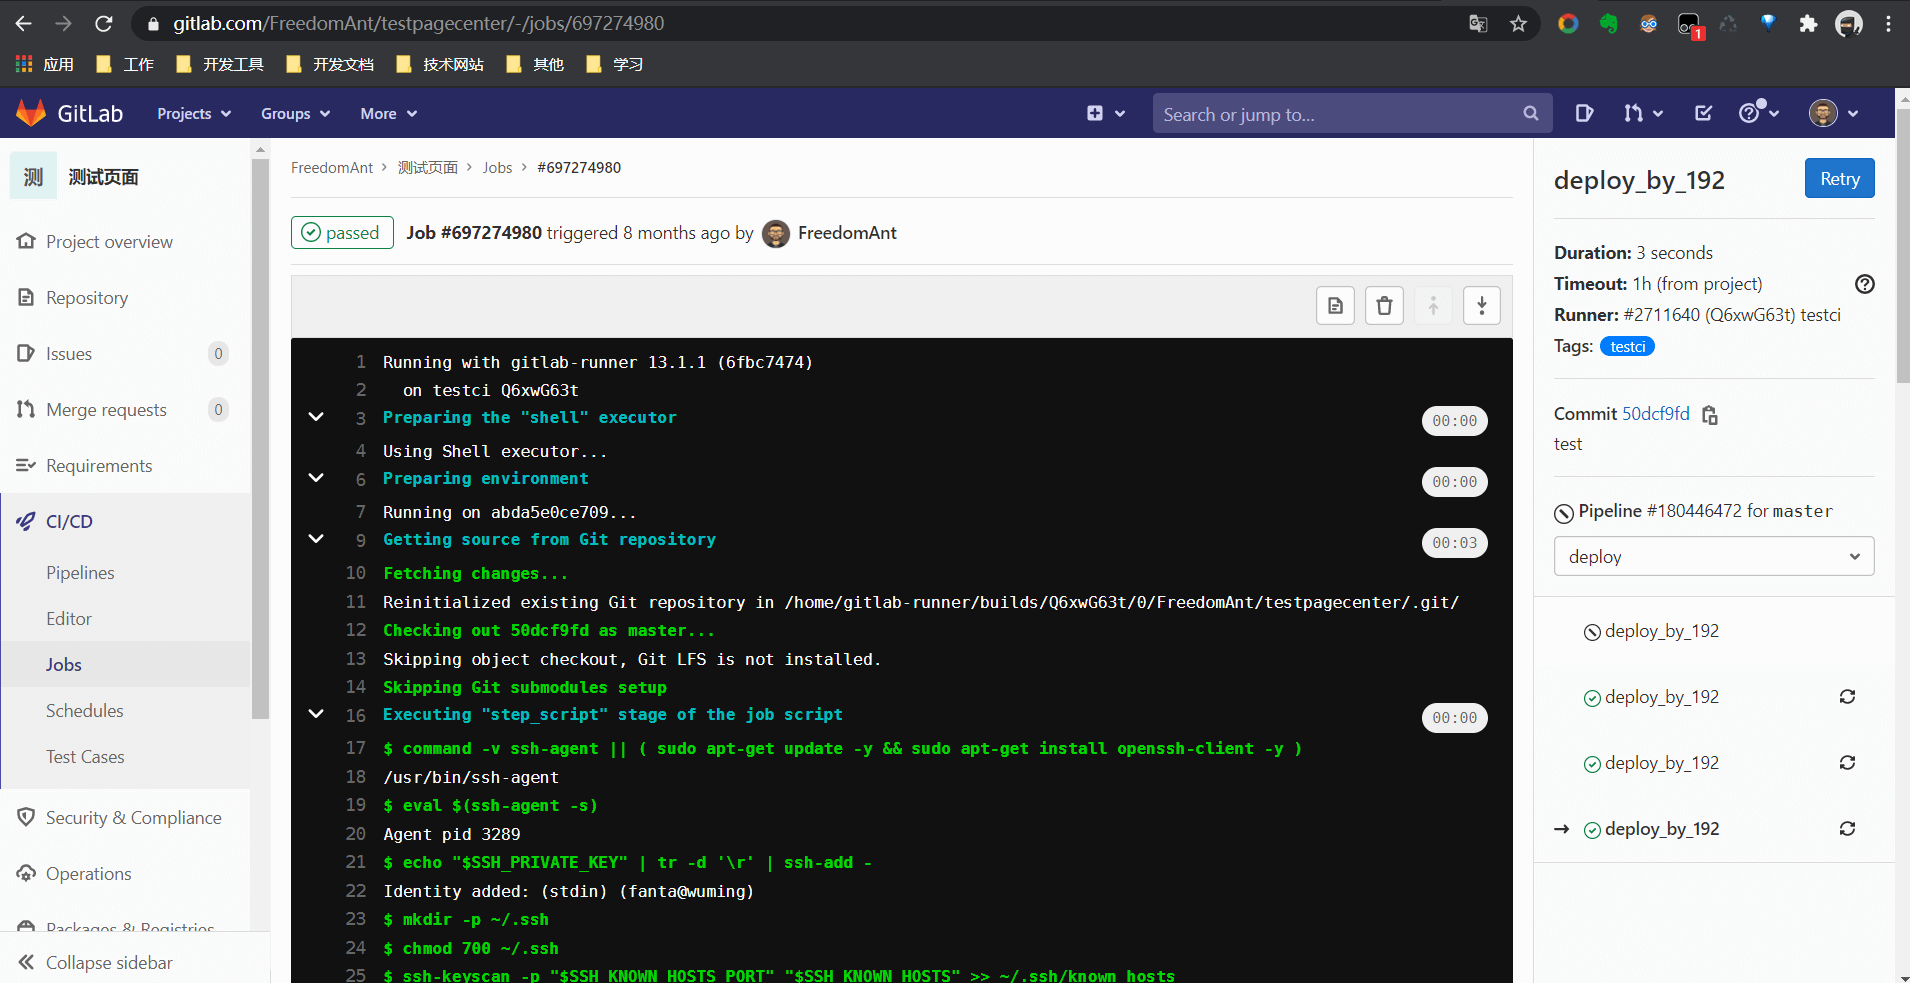 gitlab.com/FreedomAnt/testpagecenter/-/jobs/697274980
1
应用 工作 开发工具 开发文档 技术网站 其他 学习
GitLab Projects Groups More Search or jump to...
测 测试页面
Project overview
Repository
Issues 0
Merge requests 0
Requirements
CI/CD
Pipelines
Editor
Jobs
Schedules
Test Cases
Security & Compliance
Operations
Packages & Registries
Collapse sidebar
FreedomAnt > 测试页面 > Jobs > #697274980
passed Job #697274980 triggered 8 months ago by FreedomAnt
1 Running with gitlab-runner 13.1.1 (6fbc7474)
2 on testci Q6xwG63t
3 Preparing the "shell" executor 00:00
4 Using Shell executor...
6 Preparing environment 00:00
7 Running on abda5e0ce709...
9 Getting source from Git repository 00:03
10 Fetching changes...
11 Reinitialized existing Git repository in /home/gitlab-runner/builds/Q6xwG63t/0/FreedomAnt/testpagecenter/.git/
12 Checking out 50dcf9fd as master...
13 Skipping object checkout, Git LFS is not installed.
14 Skipping Git submodules setup
16 Executing "step_script" stage of the job script 00:00
17 $ command -v ssh-agent || ( sudo apt-get update -y && sudo apt-get install openssh-client -y )
18 /usr/bin/ssh-agent
19 $ eval $(ssh-agent -s)
20 Agent pid 3289
21 $ echo "$SSH_PRIVATE_KEY" | tr -d '\r' | ssh-add -
22 Identity added: (stdin) (fanta@wuming)
23 $ mkdir -p ~/.ssh
24 $ chmod 700 ~/.ssh
25 $ ssh-keyscan -p "$SSH_KNOWN_HOSTS_PORT" "$SSH_KNOWN_HOSTS" >> ~/.ssh/known_hosts
deploy_by_192 Retry
Duration: 3 seconds
Timeout: 1h (from project)
Runner: #2711640 (Q6xwG63t) testci
Tags: testci
Commit 50dcf9fd
test
Pipeline #180446472 for master
deploy
deploy_by_192
deploy_by_192
deploy_by_192
→ deploy_by_192